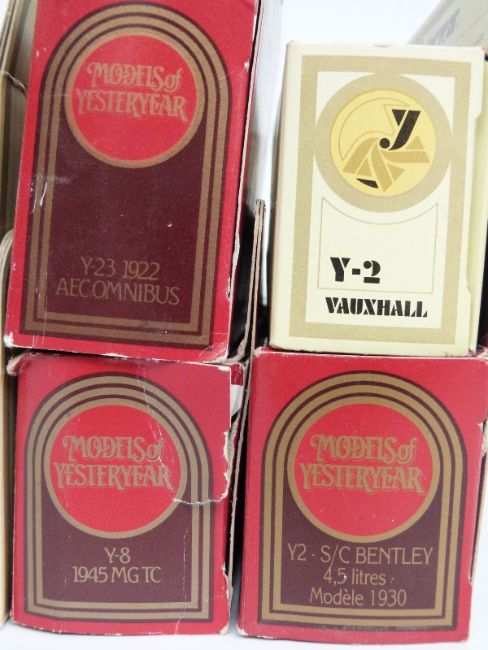 MODELS of
YESTERYEAR
Y-23 1922
AEC OMNIBUS
y
Y-2
VAUXHALL
MODELS of
YESTERYEAR
Y-8
1945 MG TC
MODELS of
YESTERYEAR
Y2 - S/C BENTLEY
4,5 litres -
Modèle 1930